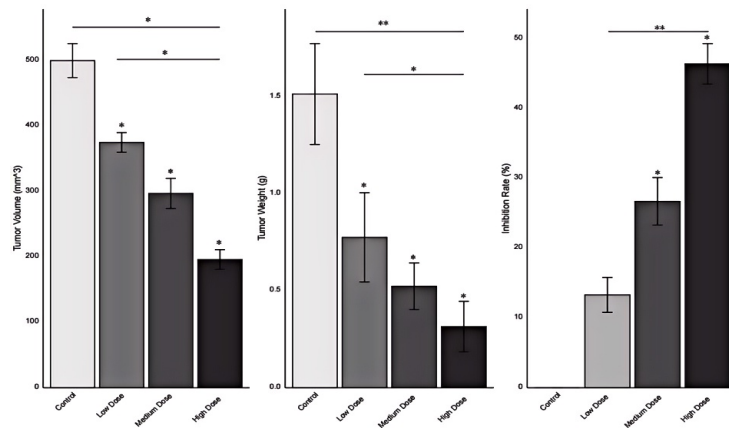 *
*
*
*
*
Tumor Volume (mm^3)
500
400
300
200
100
0
Control
Low Dose
Medium Dose
High Dose
**
*
*
*
*
Tumor Weight (g)
1.5
1.0
0.5
0.0
Control
Low Dose
Medium Dose
High Dose
**
*
*
Inhibition Rate (%)
50
40
30
20
10
0
Control
Low Dose
Medium Dose
High Dose